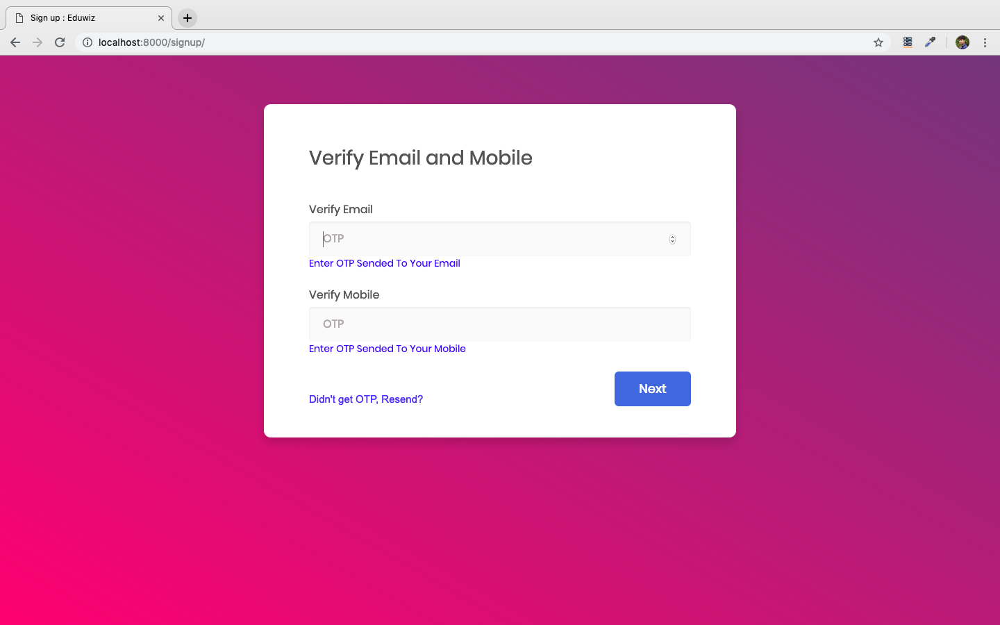 Sign up : Eduwiz
localhost:8000/signup/
Verify Email and Mobile
Verify Email
OTP
Enter OTP Sended To Your Email
Verify Mobile
OTP
Enter OTP Sended To Your Mobile
Next
Didn't get OTP, Resend?